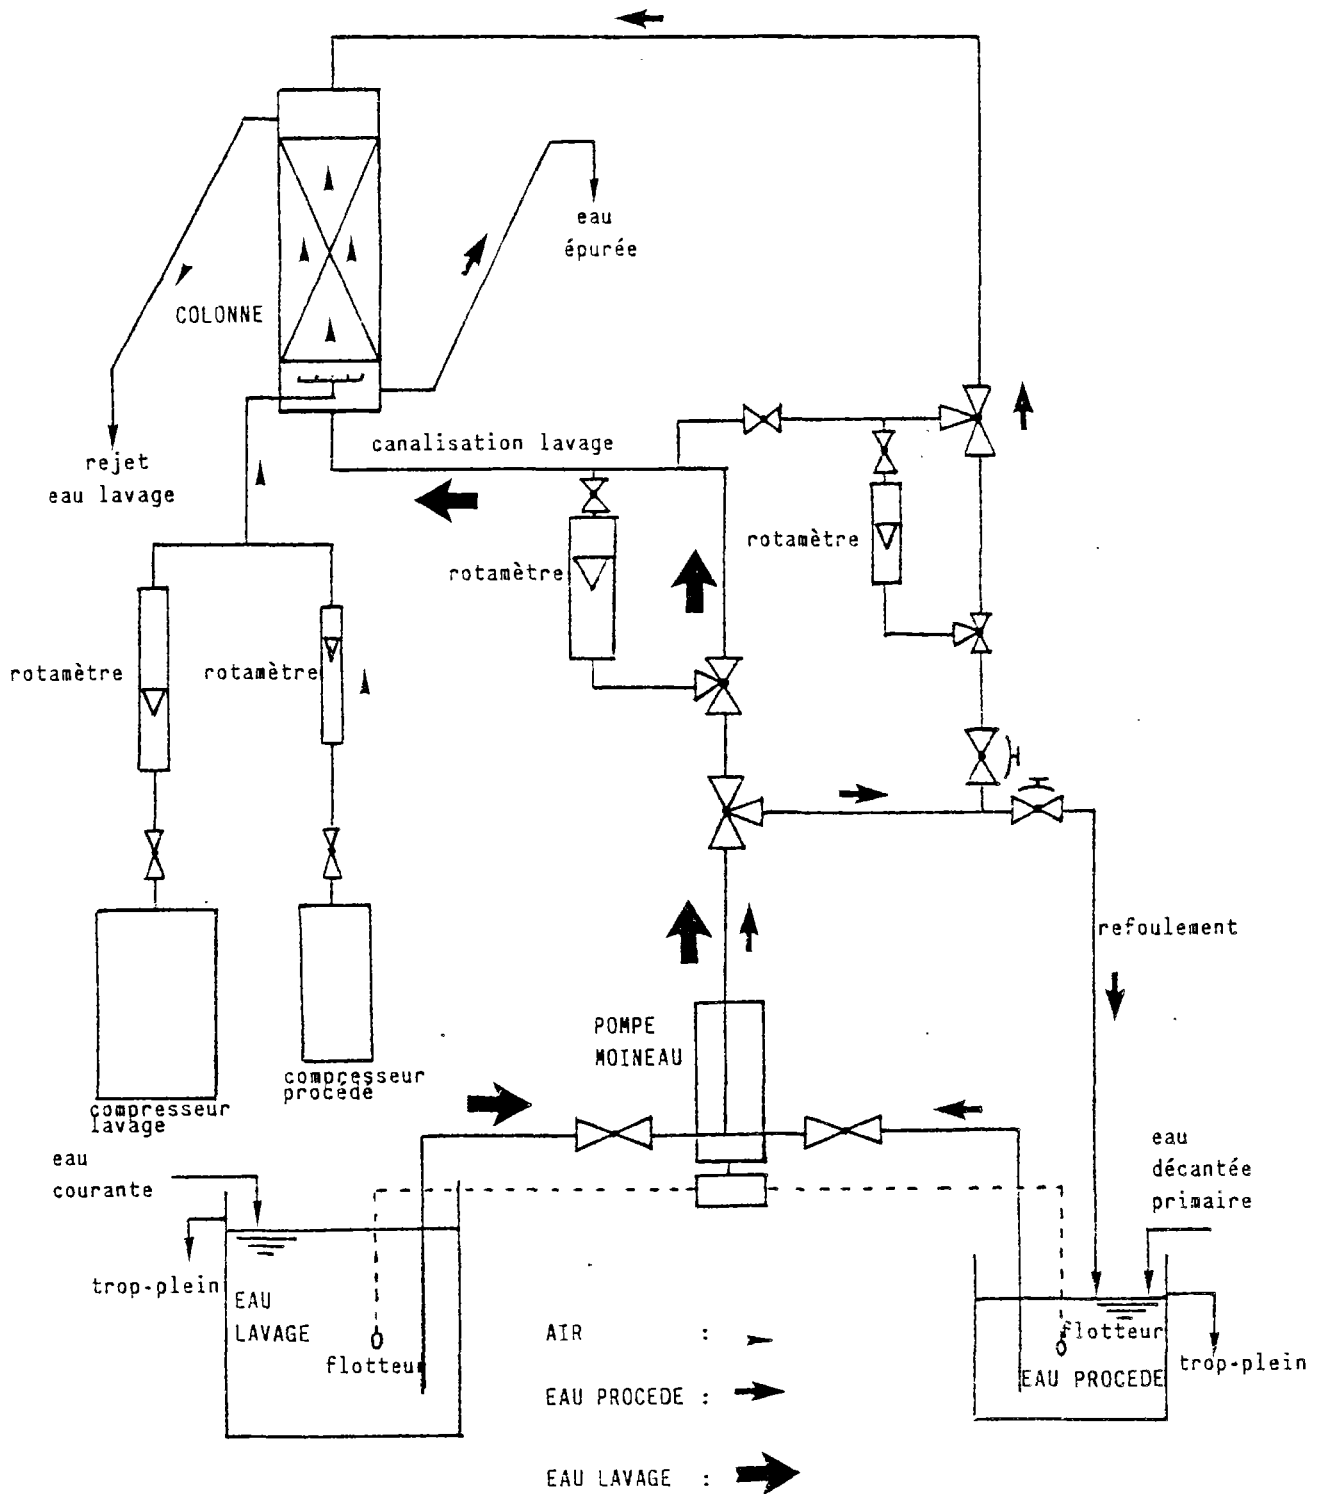 eau
épurée
COLONNE
canalisation lavage
rejet
eau lavage
rotamètre
rotamètre
rotamètre
rotamètre
refoulement
POMPE
MOINEAU
compresseur
procédé
compresseur
lavage
eau
courante
eau
décantée
primaire
trop-plein
EAU
LAVAGE
flotteur
AIR :
flotteur
trop-plein
EAU PROCEDE
EAU PROCEDE :
EAU LAVAGE :